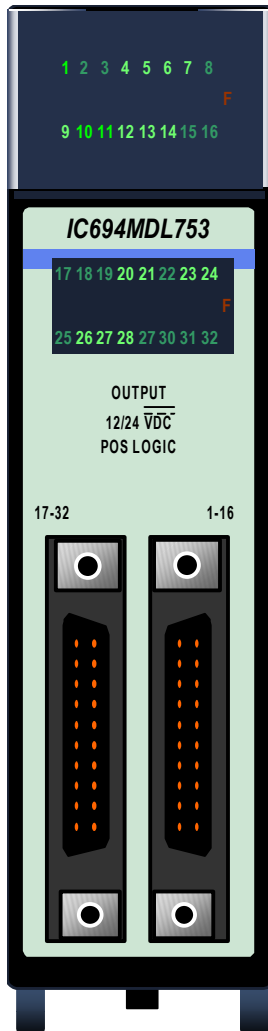 1 2 3 4 5 6 7 8
F
9 10 11 12 13 14 15 16
IC694MDL753
17 18 19 20 21 22 23 24
F
25 26 27 28 27 30 31 32
OUTPUT
12/24 VDC
POS LOGIC
17-32 1-16